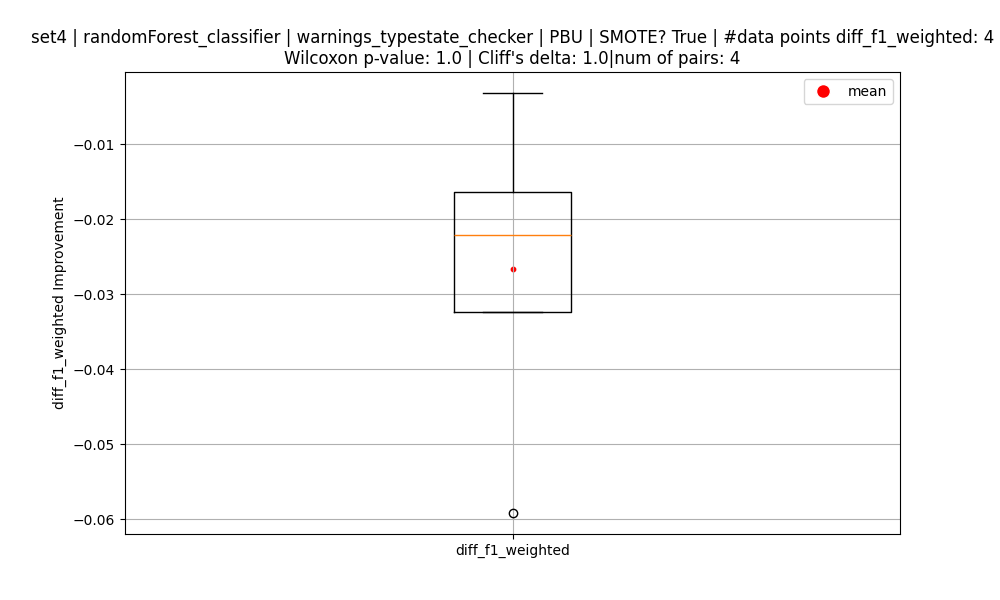 set4 | randomForest_classifier | warnings_typestate_checker | PBU | SMOTE? True | #data points diff_f1_weighted: 4
Wilcoxon p-value: 1.0 | Cliff's delta: 1.0|num of pairs: 4
mean
−0.01
−0.02
−0.03
−0.04
−0.05
−0.06
diff_f1_weighted Improvement
diff_f1_weighted